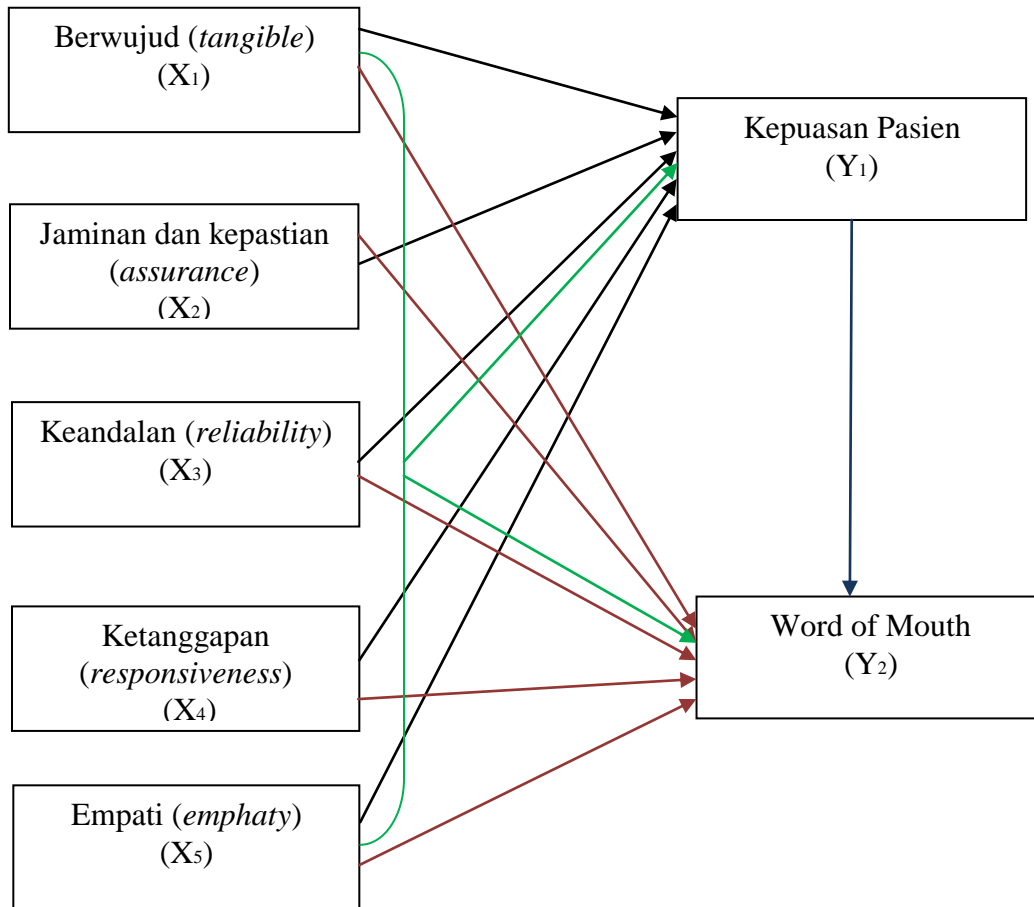 Berwujud (tangible)
(X₁)
Jaminan dan kepastian
(assurance)
(X₂)
Keandalan (reliability)
(X₃)
Ketanggapan
(responsiveness)
(X₄)
Empati (emphaty)
(X₅)
Kepuasan Pasien
(Y₁)
Word of Mouth
(Y₂)